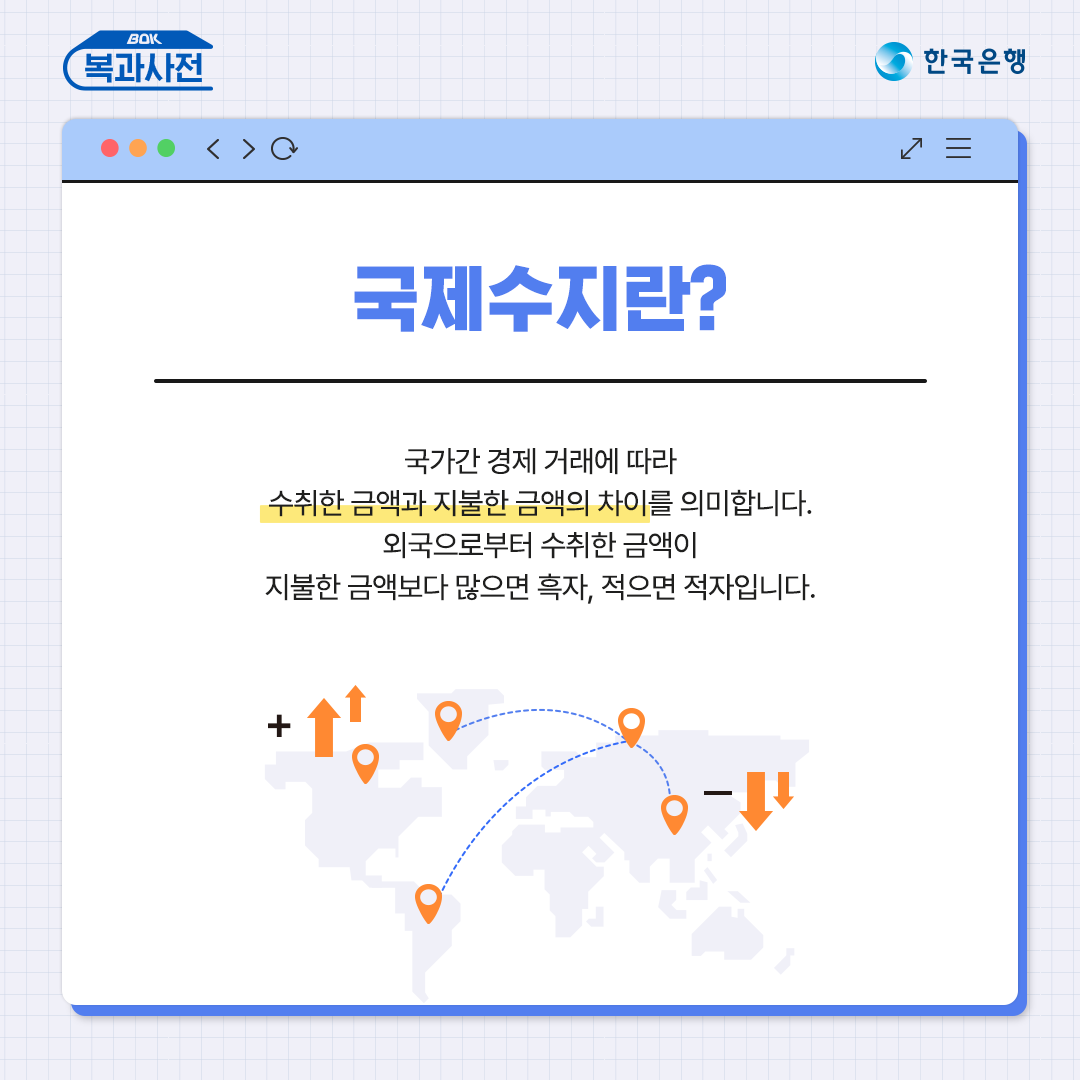 BOK
복과사전
한국은행
국제수지란?
국가간 경제 거래에 따라
수취한 금액과 지불한 금액의 차이를 의미합니다.
외국으로부터 수취한 금액이
지불한 금액보다 많으면 흑자, 적으면 적자입니다.
+
−